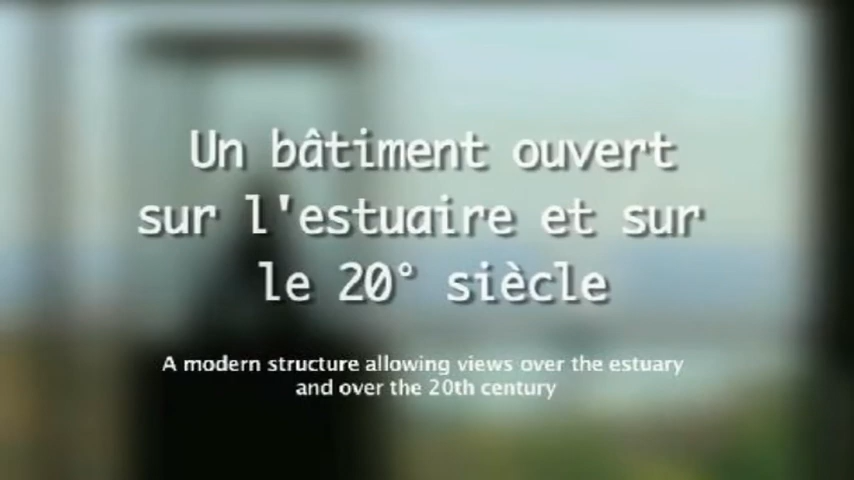 Un bâtiment ouvert
sur l'estuaire et sur
le 20° siècle
A modern structure allowing views over the estuary
and over the 20th century